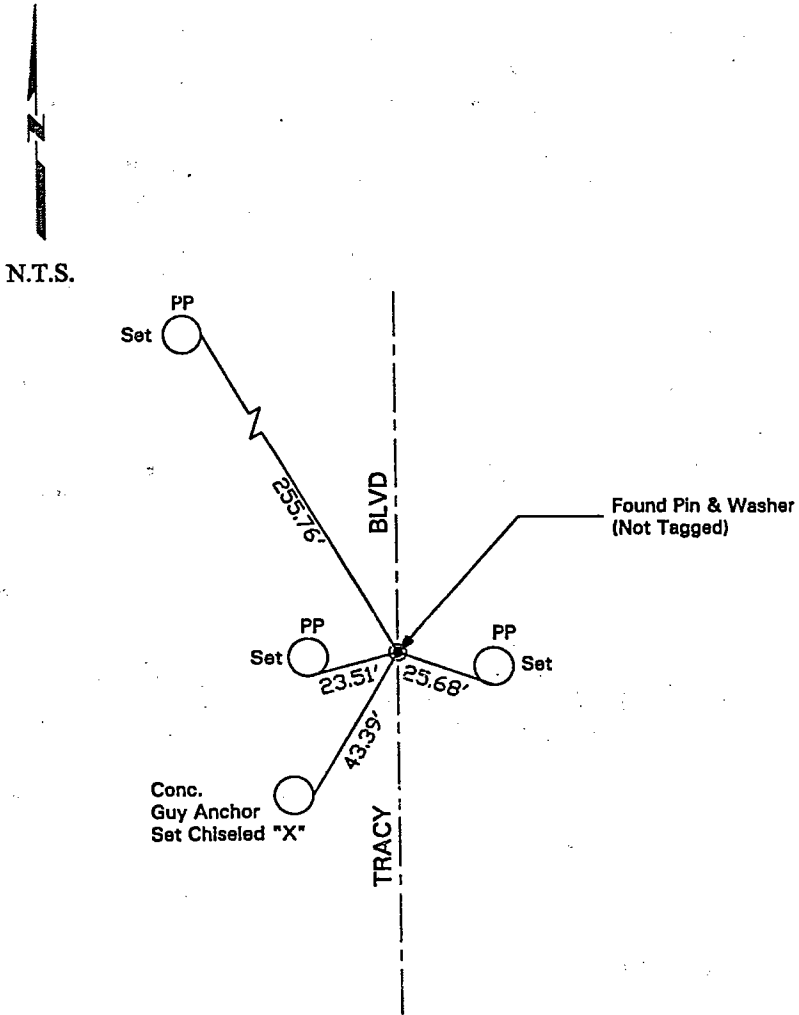 N
N.T.S.
PP
Set
255.76'
BLVD
Found Pin & Washer
(Not Tagged)
PP
Set
23.51'
25.68'
PP
Set
43.39'
Conc.
Guy Anchor
Set Chiseled "X"
TRACY